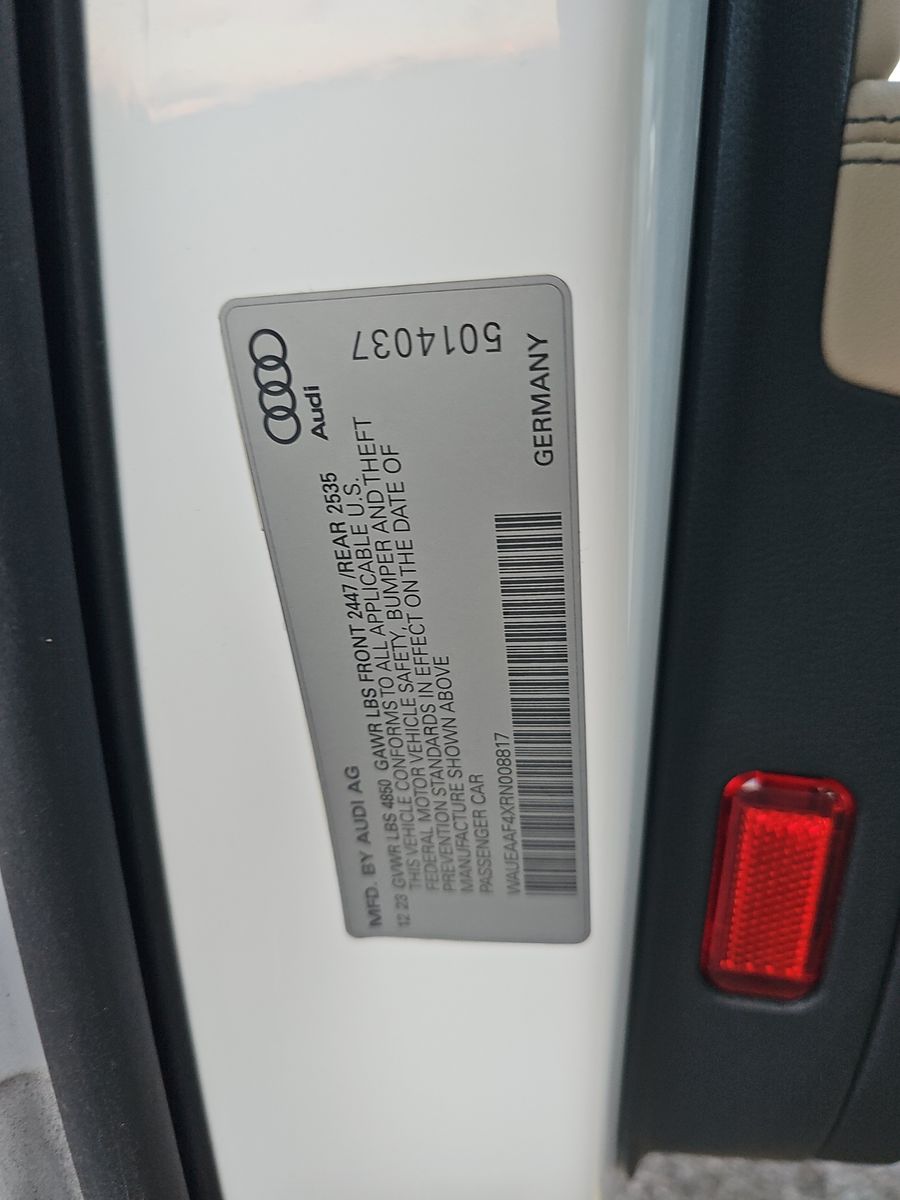 Audi
MFD. BY AUDI AG
12 23 GVWR LBS 4850 GAWR LBS FRONT 2447 / REAR 2535
THIS VEHICLE CONFORMS TO ALL APPLICABLE U.S.
FEDERAL MOTOR VEHICLE SAFETY, BUMPER AND THEFT
PREVENTION STANDARDS IN EFFECT ON THE DATE OF
MANUFACTURE SHOWN ABOVE
PASSENGER CAR
WAUEAAF4XRN008817
GERMANY
5014037